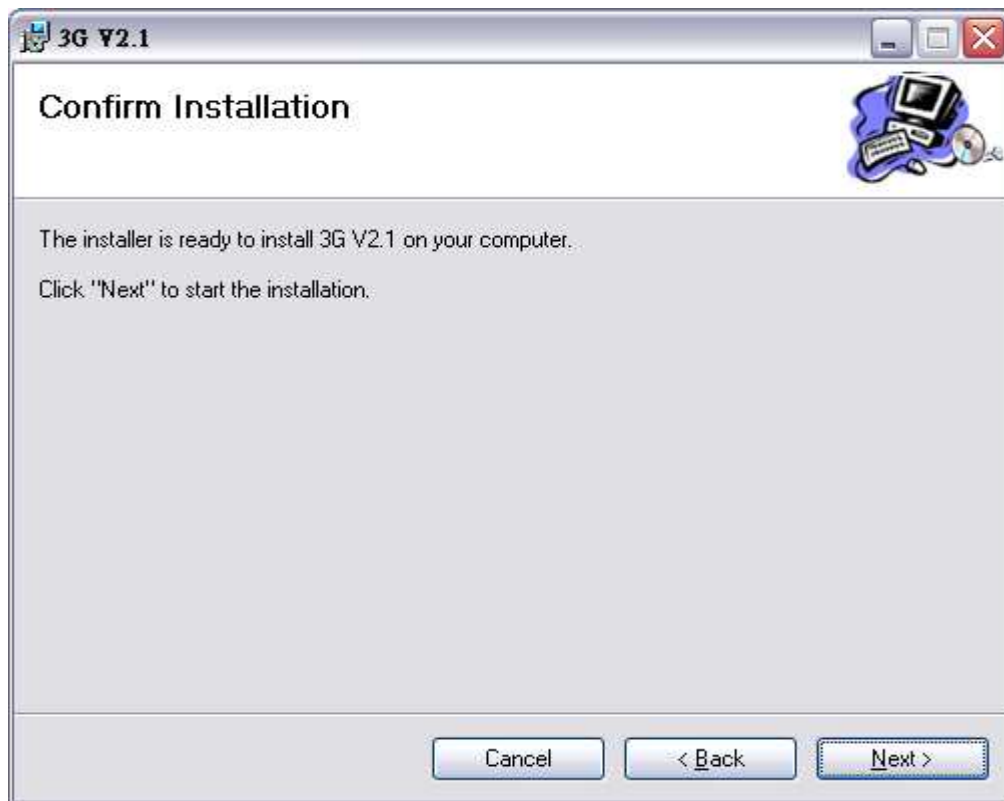 3G V2.1
Confirm Installation
The installer is ready to install 3G V2.1 on your computer.
Click "Next" to start the installation.
Cancel
< Back
Next >